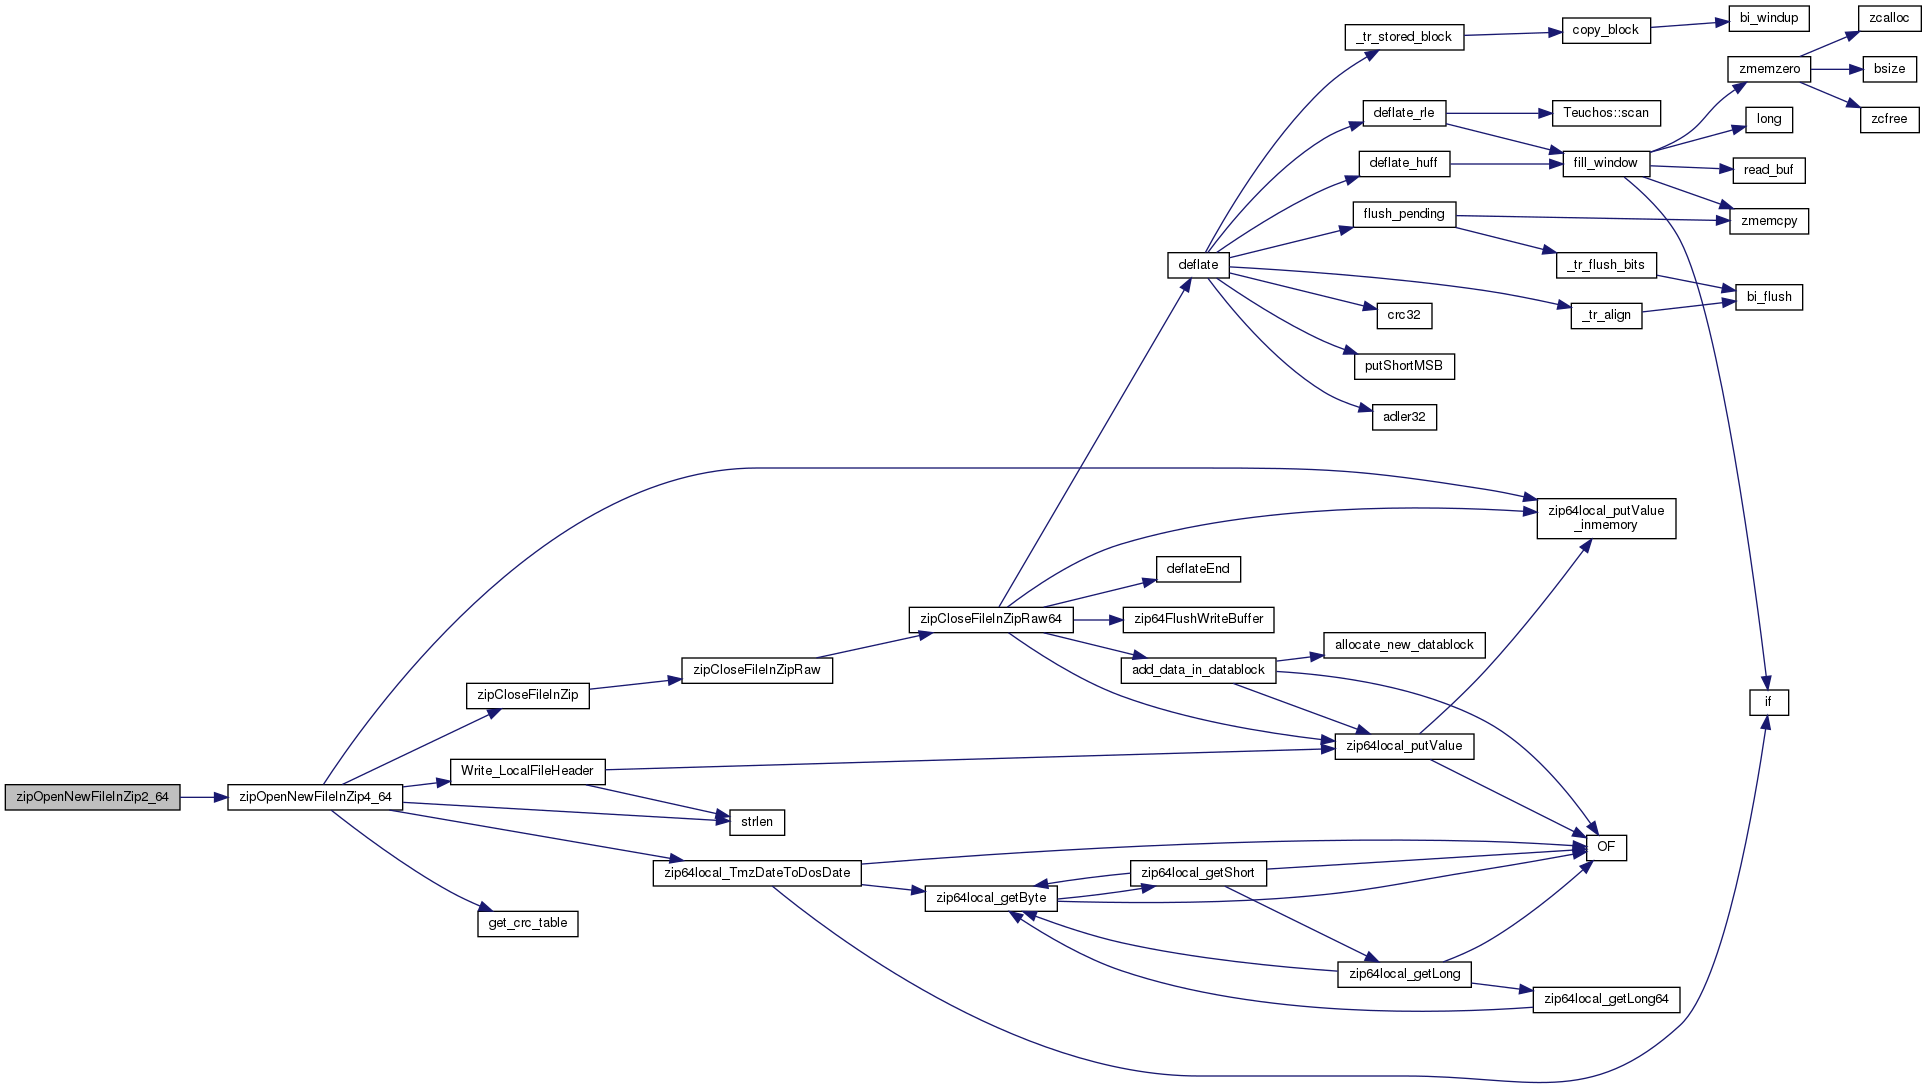 zcalloc
bi_windup
copy_block
_tr_stored_block
zmemzero
bsize
deflate_rle
Teuchos::scan
long
zcfree
deflate_huff
fill_window
read_buf
flush_pending
zmemcpy
deflate
_tr_flush_bits
bi_flush
crc32
_tr_align
putShortMSB
adler32
zip64local_putValue
_inmemory
deflateEnd
zipCloseFileInZipRaw64
zip64FlushWriteBuffer
allocate_new_datablock
zipCloseFileInZipRaw
add_data_in_datablock
zipCloseFileInZip
if
zip64local_putValue
Write_LocalFileHeader
zipOpenNewFileInZip2_64
zipOpenNewFileInZip4_64
strlen
OF
zip64local_TmzDateToDosDate
zip64local_getShort
zip64local_getByte
get_crc_table
zip64local_getLong
zip64local_getLong64